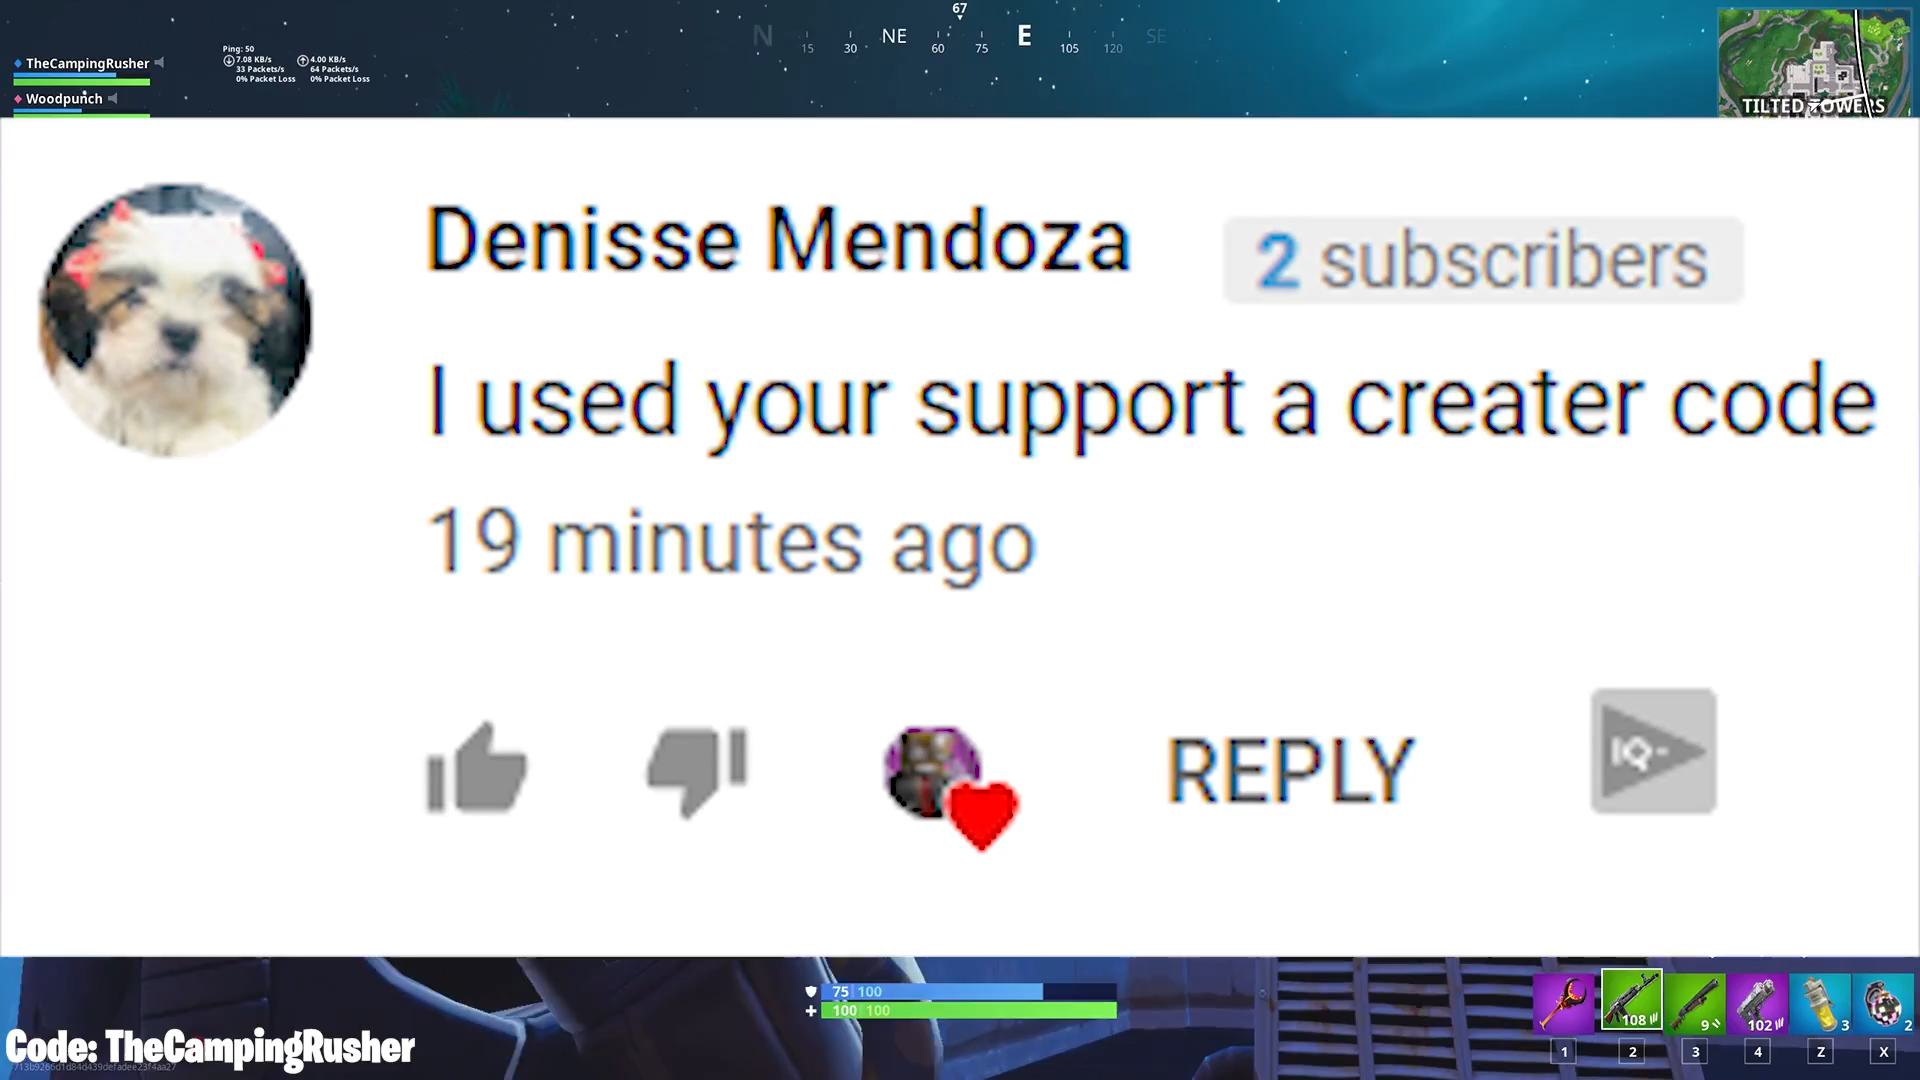 67
N 15 30 NE 60 75 E 105 120 SE
Ping: 50
7.08 KB/s 4.00 KB/s
33 Packets/s 64 Packets/s
0% Packet Loss 0% Packet Loss
TheCampingRusher
Woodpunch
TILTED TOWERS
Denisse Mendoza 2 subscribers
I used your support a creater code
19 minutes ago
REPLY IQ-
75 | 100
100 | 100
108 9 102 3 2
1 2 3 4 Z X
Code: TheCampingRusher